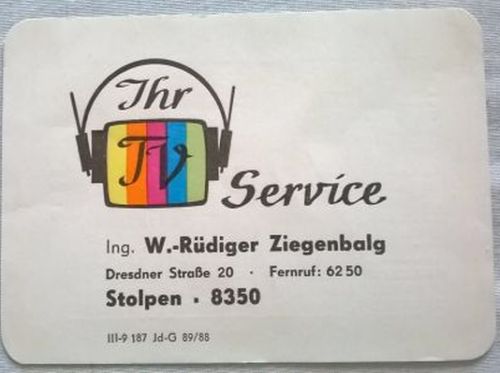 Ihr
TV
Service
Ing. W.-Rüdiger Ziegenbalg
Dresdner Straße 20 · Fernruf: 62 50
Stolpen · 8350
III-9 187 Jd-G 89/88